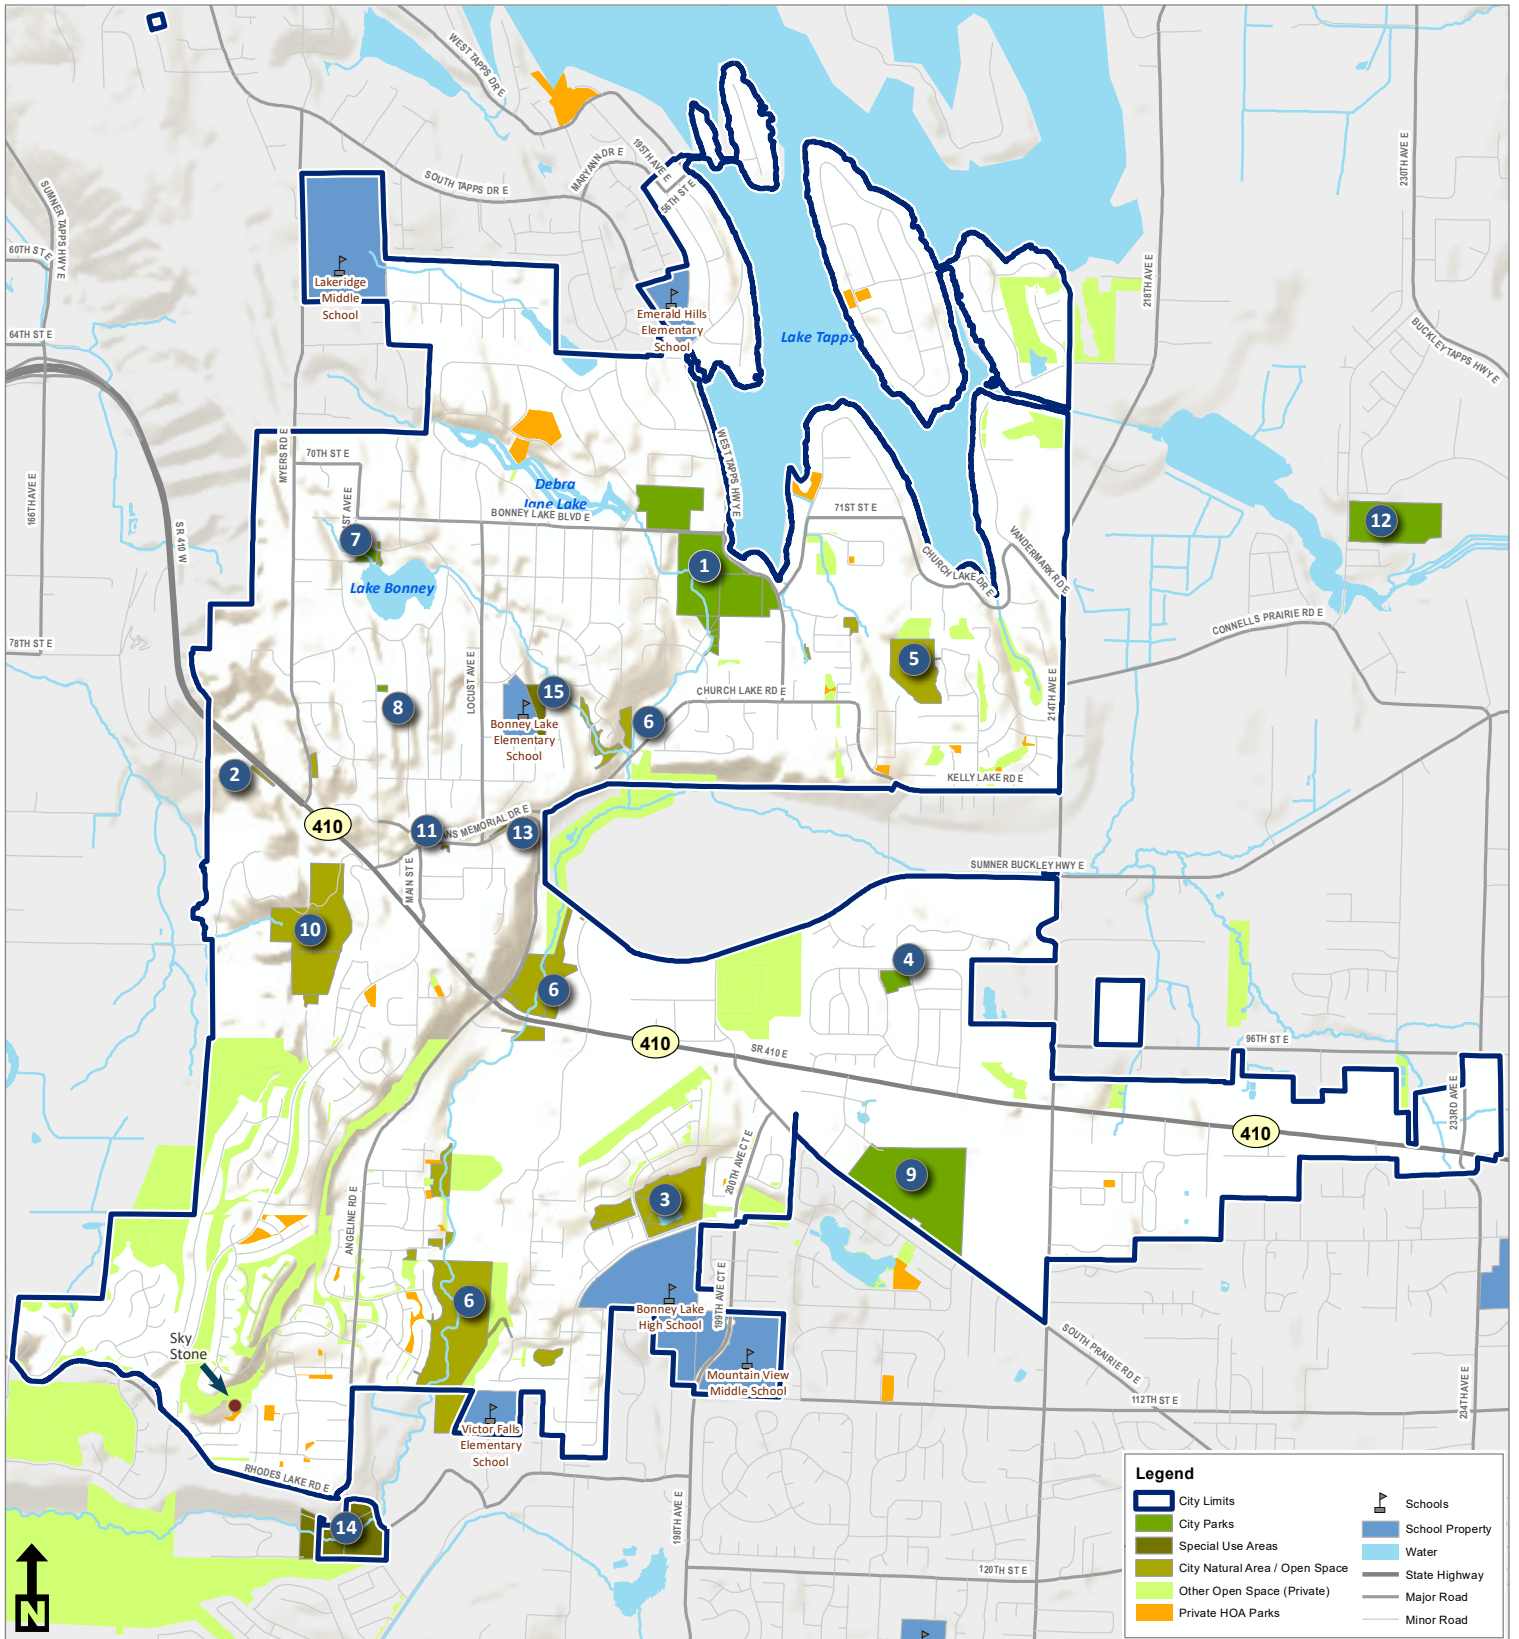 WEST TAPPS DR E
195TH AVE E
MARYANN DR E
SOUTH TAPPS DR E
56TH ST E
SUMNER TAPPS HWY E
60TH ST E
230TH AVE E
218TH AVE E
Lakeridge
Middle
School
Emerald Hills
Elementary
School
Lake Tapps
64TH ST E
BUCKLEY TAPPS HWY E
MYERS RD E
70TH ST E
WEST TAPPS HWY E
166TH AVE E
SR 410 W
ST AVE E
Debra
Jane Lake
BONNEY LAKE BLVD E
71ST ST E
12
7
1
CHURCH LAKE DR E
VANDERMARK RD E
Lake Bonney
CONNELLS PRAIRIE RD E
78TH ST E
LOCUST AVE E
5
214TH AVE E
15
CHURCH LAKE RD E
8
6
Bonney Lake
Elementary
School
2
KELLY LAKE RD E
410
11
NS MEMORIAL DR E
13
MAIN ST E
SUMNER BUCKLEY HWY E
10
4
6
410
SR 410 E
96TH ST E
233RD AVE E
410
200TH AVE CT E
9
3
ANGELINE RD E
6
199TH AVE CT E
Bonney Lake
High School
Sky
Stone
Mountain View
Middle School
SOUTH PRAIRIE RD E
112TH ST E
234TH AVE E
Victor Falls
Elementary
School
RHODES LAKE RD E
198TH AVE E
14
120TH ST E
N
Legend
City Limits
City Parks
Special Use Areas
City Natural Area / Open Space
Other Open Space (Private)
Private HOA Parks
Schools
School Property
Water
State Highway
Major Road
Minor Road